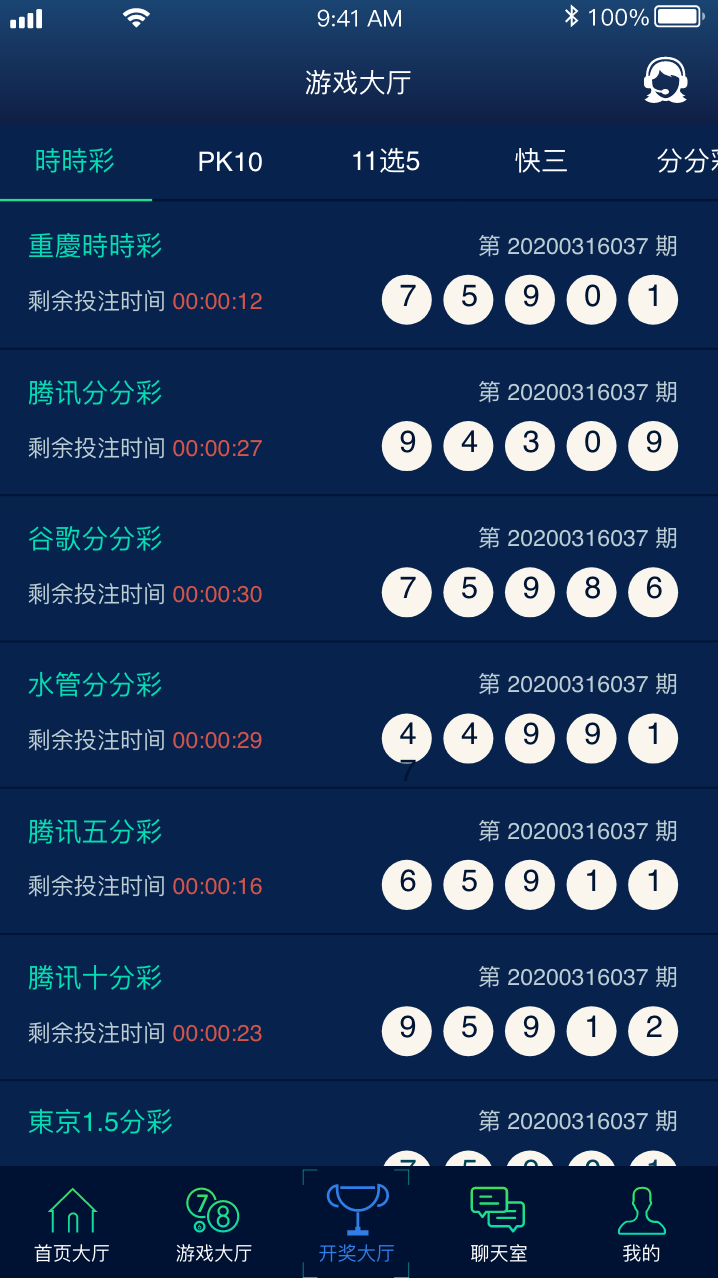 9:41 AM 100%
游戏大厅
時時彩 PK10 11选5 快三 分分彩
重慶時時彩 第 20200316037 期
剩余投注时间 00:00:12 7 5 9 0 1
腾讯分分彩 第 20200316037 期
剩余投注时间 00:00:27 9 4 3 0 9
谷歌分分彩 第 20200316037 期
剩余投注时间 00:00:30 7 5 9 8 6
水管分分彩 第 20200316037 期
剩余投注时间 00:00:29 4 4 9 9 1
7
腾讯五分彩 第 20200316037 期
剩余投注时间 00:00:16 6 5 9 1 1
腾讯十分彩 第 20200316037 期
剩余投注时间 00:00:23 9 5 9 1 2
東京1.5分彩 第 20200316037 期
7 8
首页大厅 游戏大厅 开奖大厅 聊天室 我的